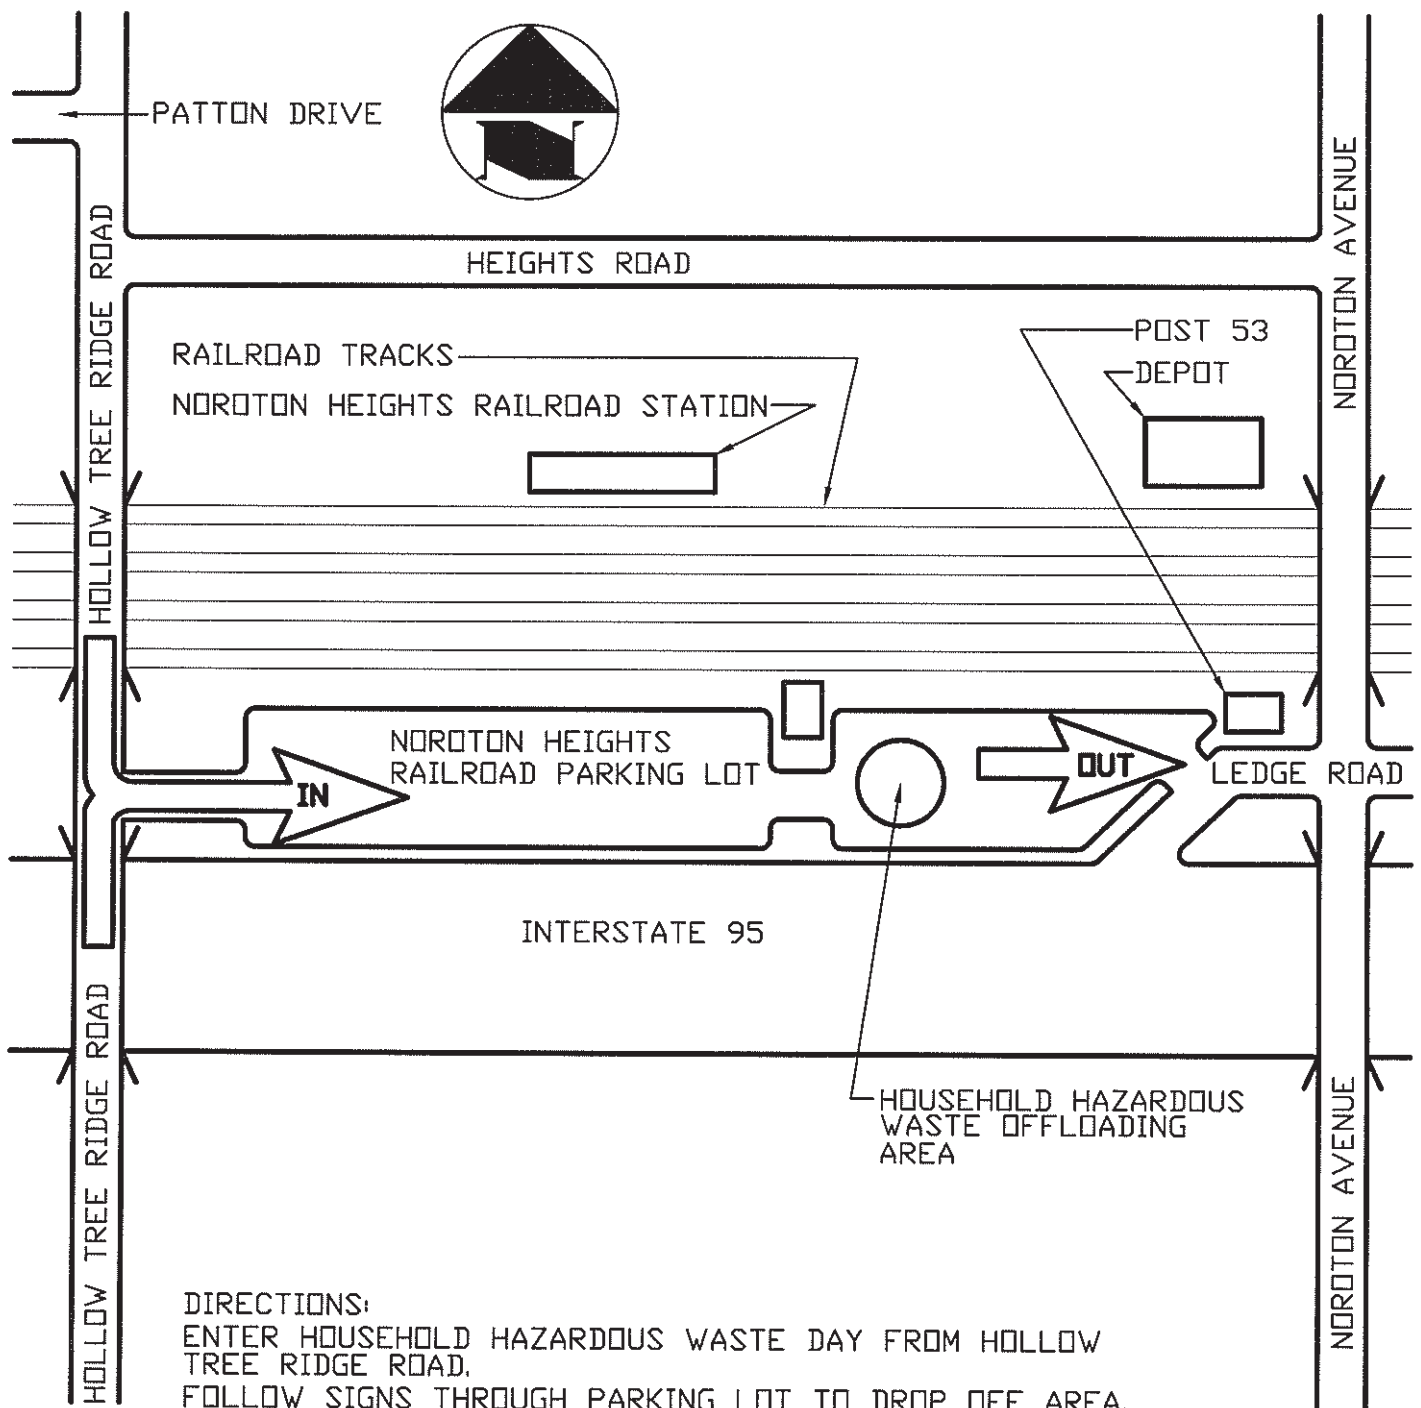 PATTON DRIVE
HOLLOW TREE RIDGE ROAD
HEIGHTS ROAD
NOROTON AVENUE
RAILROAD TRACKS
NOROTON HEIGHTS RAILROAD STATION
POST 53
DEPOT
NOROTON HEIGHTS
RAILROAD PARKING LOT
IN
OUT
LEDGE ROAD
INTERSTATE 95
HOLLOW TREE RIDGE ROAD
HOUSEHOLD HAZARDOUS
WASTE OFFLOADING
AREA
NOROTON AVENUE
DIRECTIONS:
ENTER HOUSEHOLD HAZARDOUS WASTE DAY FROM HOLLOW
TREE RIDGE ROAD.
FOLLOW SIGNS THROUGH PARKING LOT TO DROP OFF AREA.